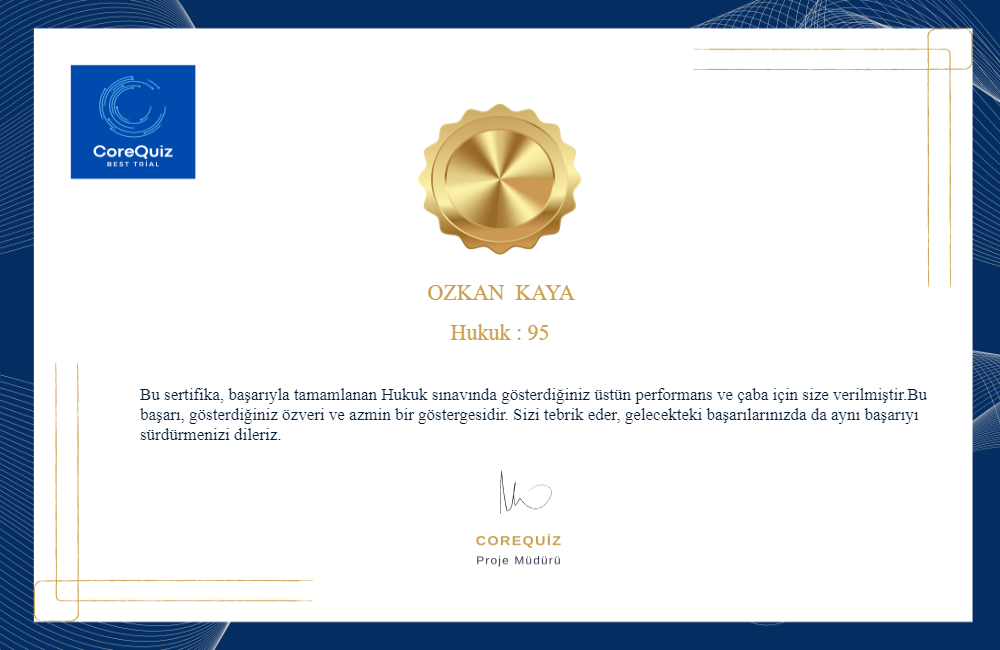 CoreQuiz
BEST TRİAL
OZKAN KAYA
Hukuk : 95
Bu sertifika, başarıyla tamamlanan Hukuk sınavında gösterdiğiniz üstün performans ve çaba için size verilmiştir.Bu
başarı, gösterdiğiniz özveri ve azmin bir göstergesidir. Sizi tebrik eder, gelecekteki başarılarınızda da aynı başarıyı
sürdürmenizi dileriz.
COREQUİZ
Proje Müdürü